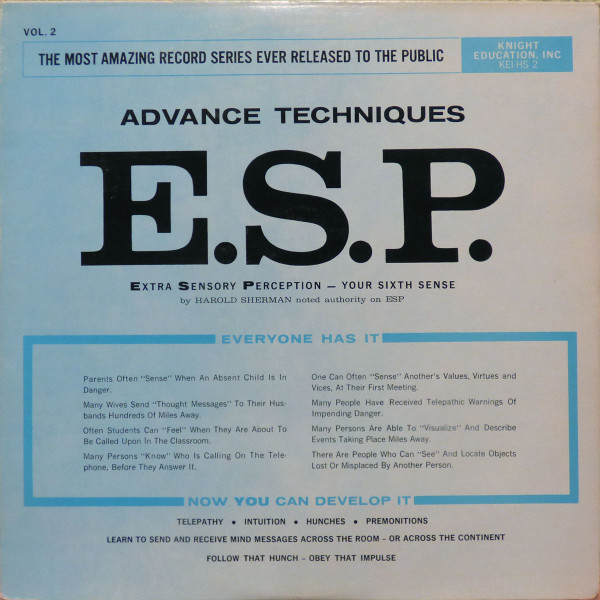 VOL. 2
THE MOST AMAZING RECORD SERIES EVER RELEASED TO THE PUBLIC
KNIGHT
EDUCATION, INC
KEI-HS 2
ADVANCE TECHNIQUES
E.S.P.
EXTRA SENSORY PERCEPTION – YOUR SIXTH SENSE
by HAROLD SHERMAN noted authority on ESP
EVERYONE HAS IT
Parents Often "Sense" When An Absent Child Is In
Danger.
Many Wives Send "Thought Messages" To Their Hus-
bands Hundreds Of Miles Away.
Often Students Can "Feel" When They Are About To
Be Called Upon In The Classroom.
Many Persons "Know" Who Is Calling On The Tele-
phone, Before They Answer It.
One Can Often "Sense" Another's Values, Virtues and
Vices, At Their First Meeting.
Many People Have Received Telepathic Warnings Of
Impending Danger.
Many Persons Are Able To "Visualize" And Describe
Events Taking Place Miles Away.
There Are People Who Can "See" And Locate Objects
Lost Or Misplaced By Another Person.
NOW YOU CAN DEVELOP IT
TELEPATHY • INTUITION • HUNCHES • PREMONITIONS
LEARN TO SEND AND RECEIVE MIND MESSAGES ACROSS THE ROOM – OR ACROSS THE CONTINENT
FOLLOW THAT HUNCH – OBEY THAT IMPULSE